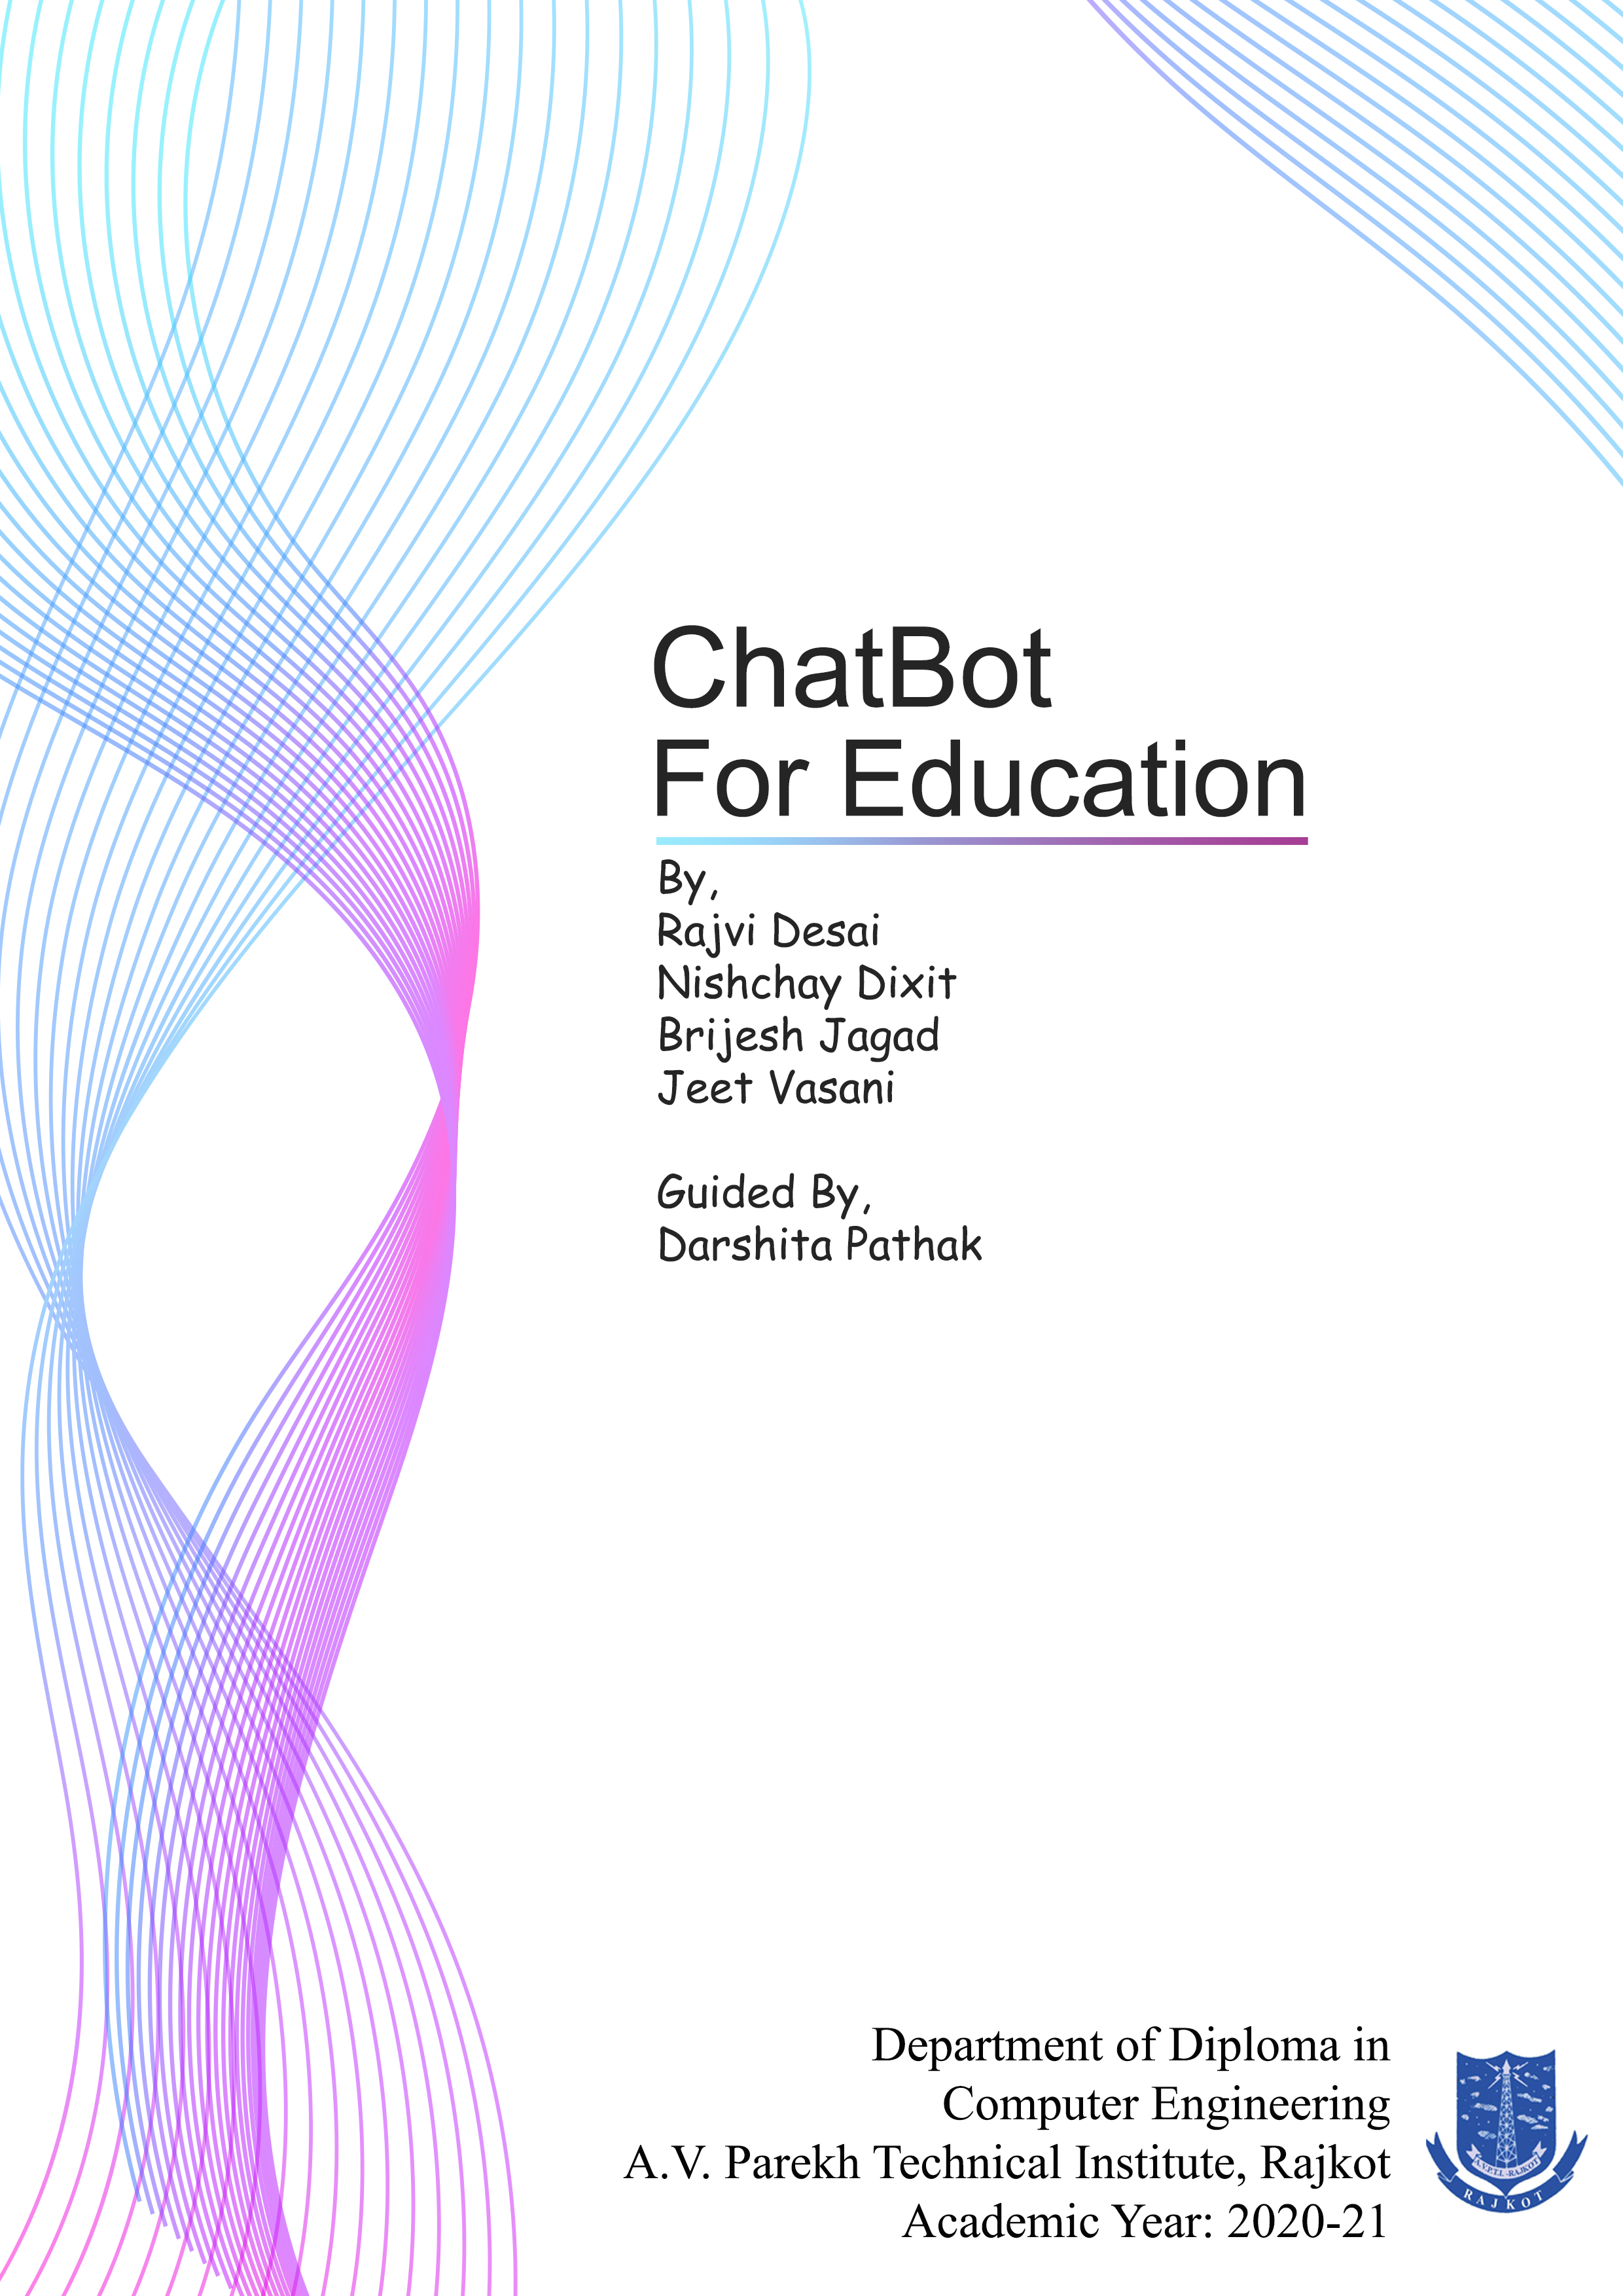 ChatBot
For Education
By,
Rajvi Desai
Nishchay Dixit
Brijesh Jagad
Jeet Vasani
Guided By,
Darshita Pathak
Department of Diploma in
Computer Engineering
A.V. Parekh Technical Institute, Rajkot
Academic Year: 2020-21
A.V.P.T.I.-RAJKOT
RAJKOT